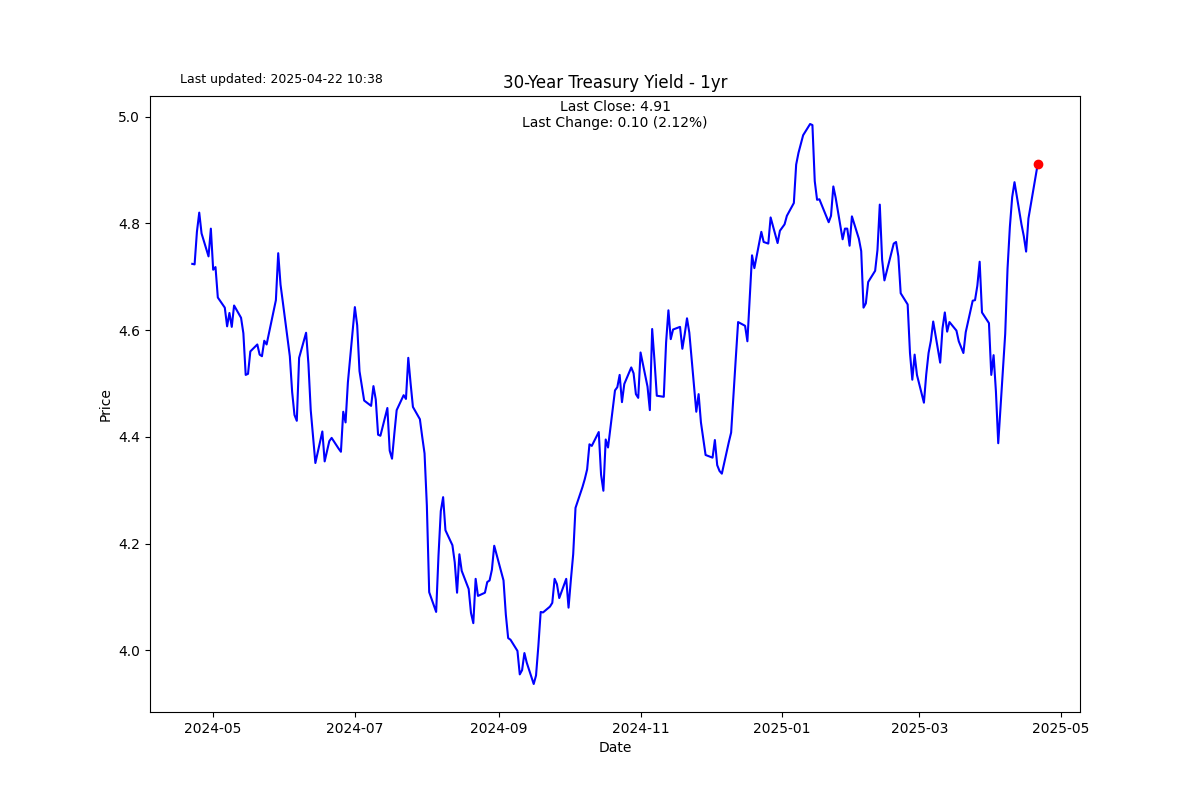 Last updated: 2025-04-22 10:38
30-Year Treasury Yield - 1yr
Last Close: 4.91
Last Change: 0.10 (2.12%)
Price
5.0
4.8
4.6
4.4
4.2
4.0
2024-05
2024-07
2024-09
2024-11
2025-01
2025-03
2025-05
Date